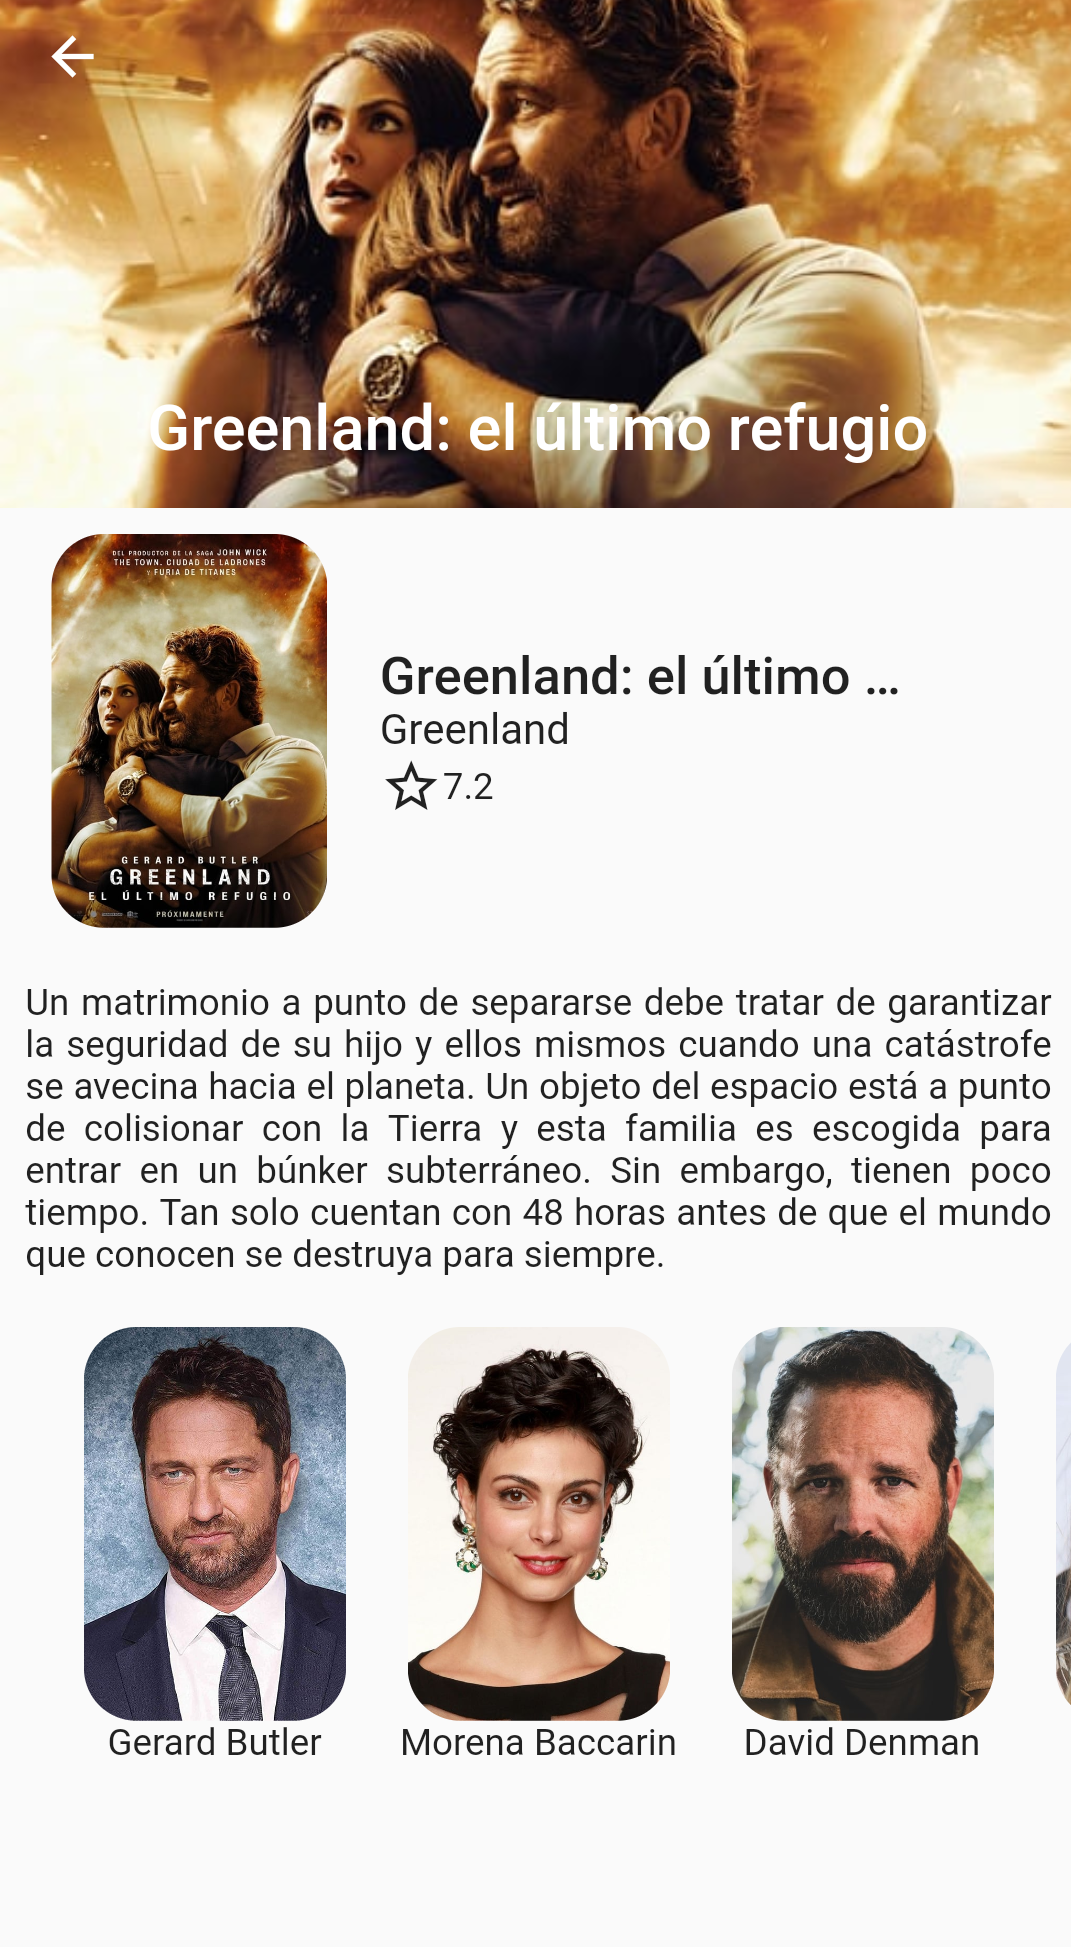 Greenland: el último refugio
DEL PRODUCTOR DE LA SAGA JOHN WICK
THE TOWN. CIUDAD DE LADRONES
Y FURIA DE TITANES
GERARD BUTLER
GREENLAND
EL ÚLTIMO REFUGIO
PRÓXIMAMENTE
Greenland: el último ...
Greenland
7.2
Un matrimonio a punto de separarse debe tratar de garantizar
la seguridad de su hijo y ellos mismos cuando una catástrofe
se avecina hacia el planeta. Un objeto del espacio está a punto
de colisionar con la Tierra y esta familia es escogida para
entrar en un búnker subterráneo. Sin embargo, tienen poco
tiempo. Tan solo cuentan con 48 horas antes de que el mundo
que conocen se destruya para siempre.
Gerard Butler
Morena Baccarin
David Denman